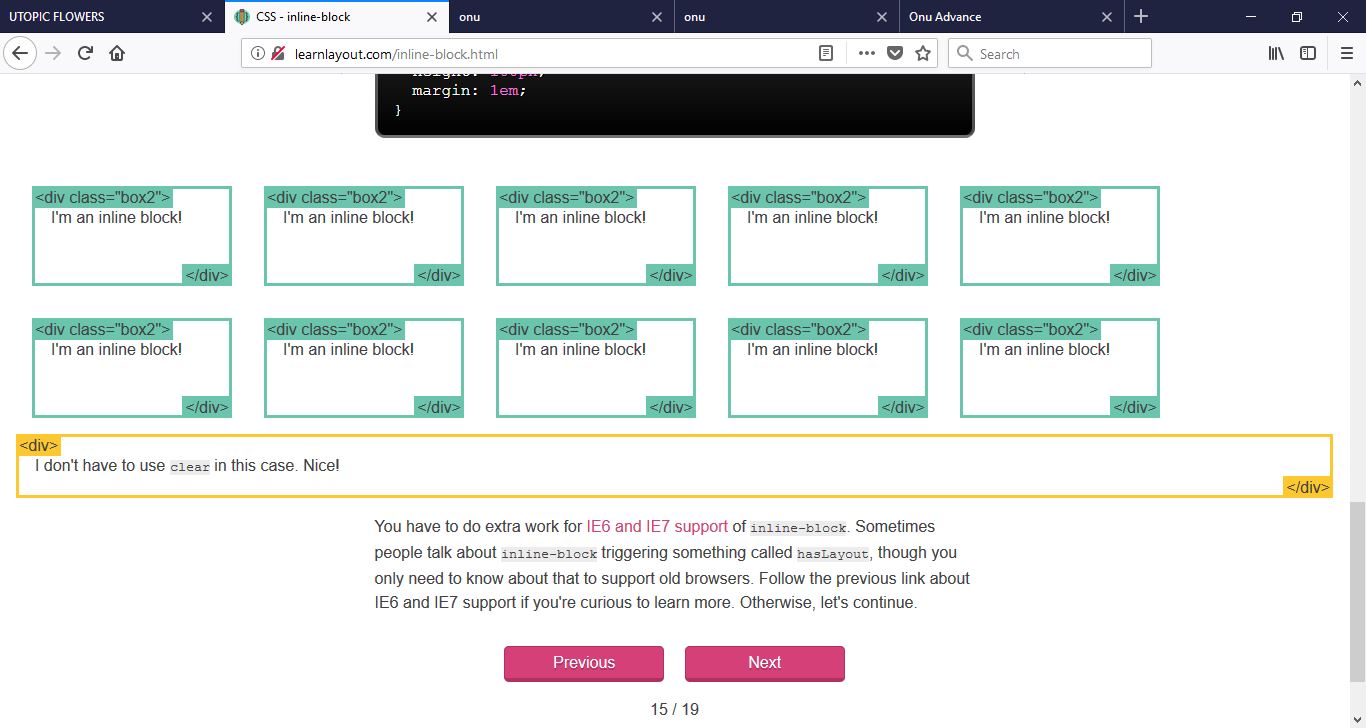 UTOPIC FLOWERS
CSS - inline-block
onu
onu
Onu Advance
learnlayout.com/inline-block.html
Search
margin: 1em;
}
<div class="box2"> <div class="box2"> <div class="box2"> <div class="box2"> <div class="box2">
I'm an inline block! I'm an inline block! I'm an inline block! I'm an inline block! I'm an inline block!
</div> </div> </div> </div> </div>
<div class="box2"> <div class="box2"> <div class="box2"> <div class="box2"> <div class="box2">
I'm an inline block! I'm an inline block! I'm an inline block! I'm an inline block! I'm an inline block!
</div> </div> </div> </div> </div>
<div>
I don't have to use clear in this case. Nice!
</div>
You have to do extra work for IE6 and IE7 support of inline-block. Sometimes
people talk about inline-block triggering something called hasLayout, though you
only need to know about that to support old browsers. Follow the previous link about
IE6 and IE7 support if you're curious to learn more. Otherwise, let's continue.
Previous Next
15 / 19